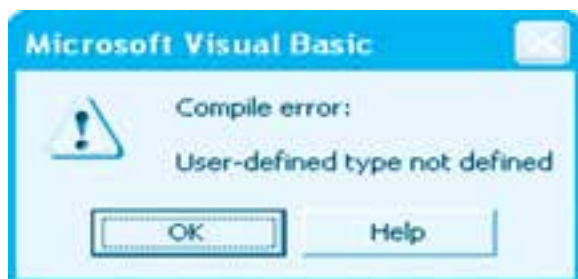 Microsoft Visual Basic
Compile error:
User-defined type not defined
OK
Help